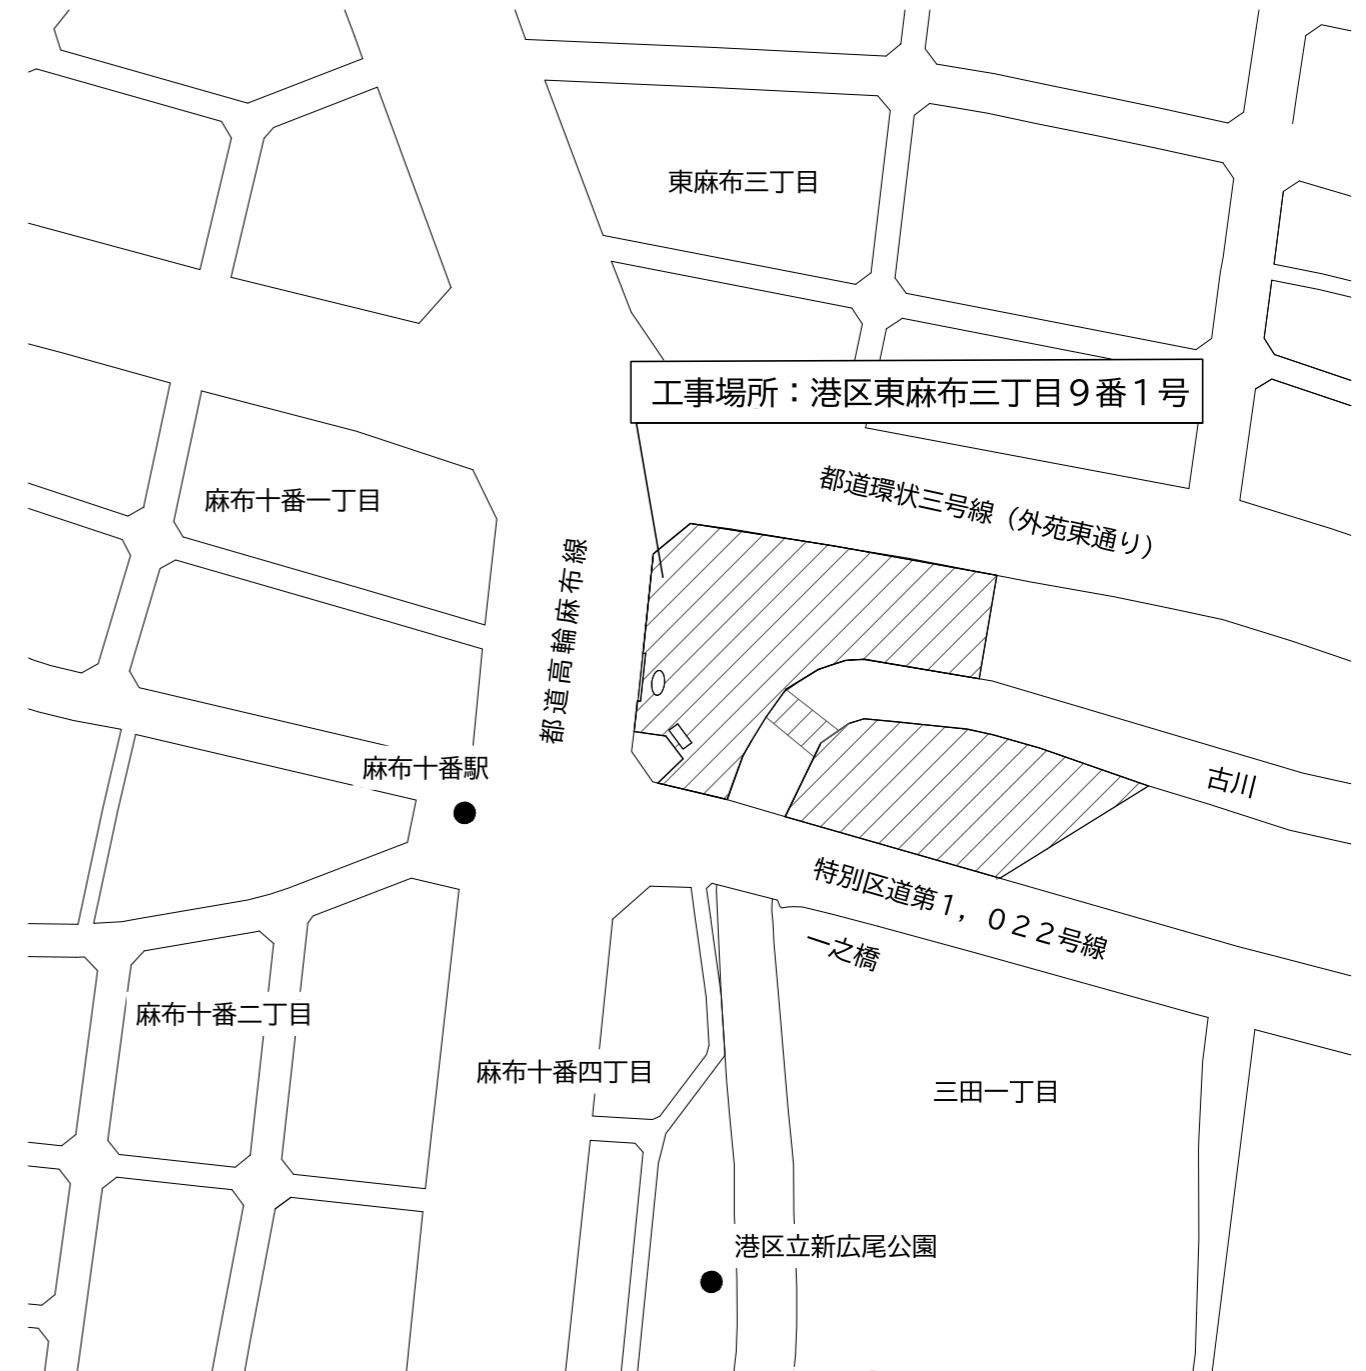 東麻布三丁目
工事場所：港区東麻布三丁目９番１号
都道環状三号線（外苑東通り）
麻布十番一丁目
都道高輪麻布線
麻布十番駅
古川
特別区道第１，０２２号線
一之橋
麻布十番二丁目
麻布十番四丁目
三田一丁目
港区立新広尾公園